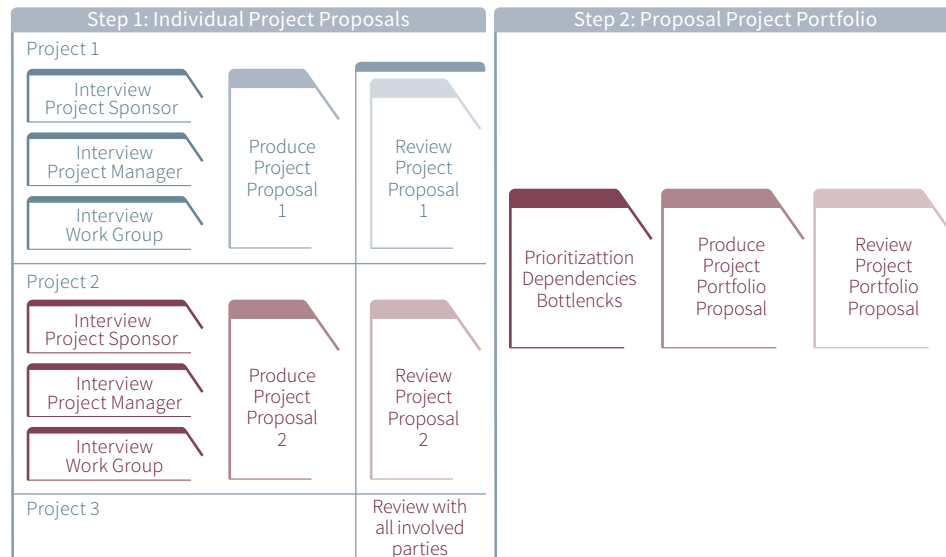 Step 1: Individual Project Proposals
Project 1
Interview
Project Sponsor
Interview
Project Manager
Interview
Work Group
Produce
Project
Proposal
1
Review
Project
Proposal
1
Project 2
Interview
Project Sponsor
Interview
Project Manager
Interview
Work Group
Produce
Project
Proposal
2
Review
Project
Proposal
2
Project 3
Review with
all involved
parties
Step 2: Proposal Project Portfolio
Prioritizattion
Dependencies
Bottlencks
Produce
Project
Portfolio
Proposal
Review
Project
Portfolio
Proposal